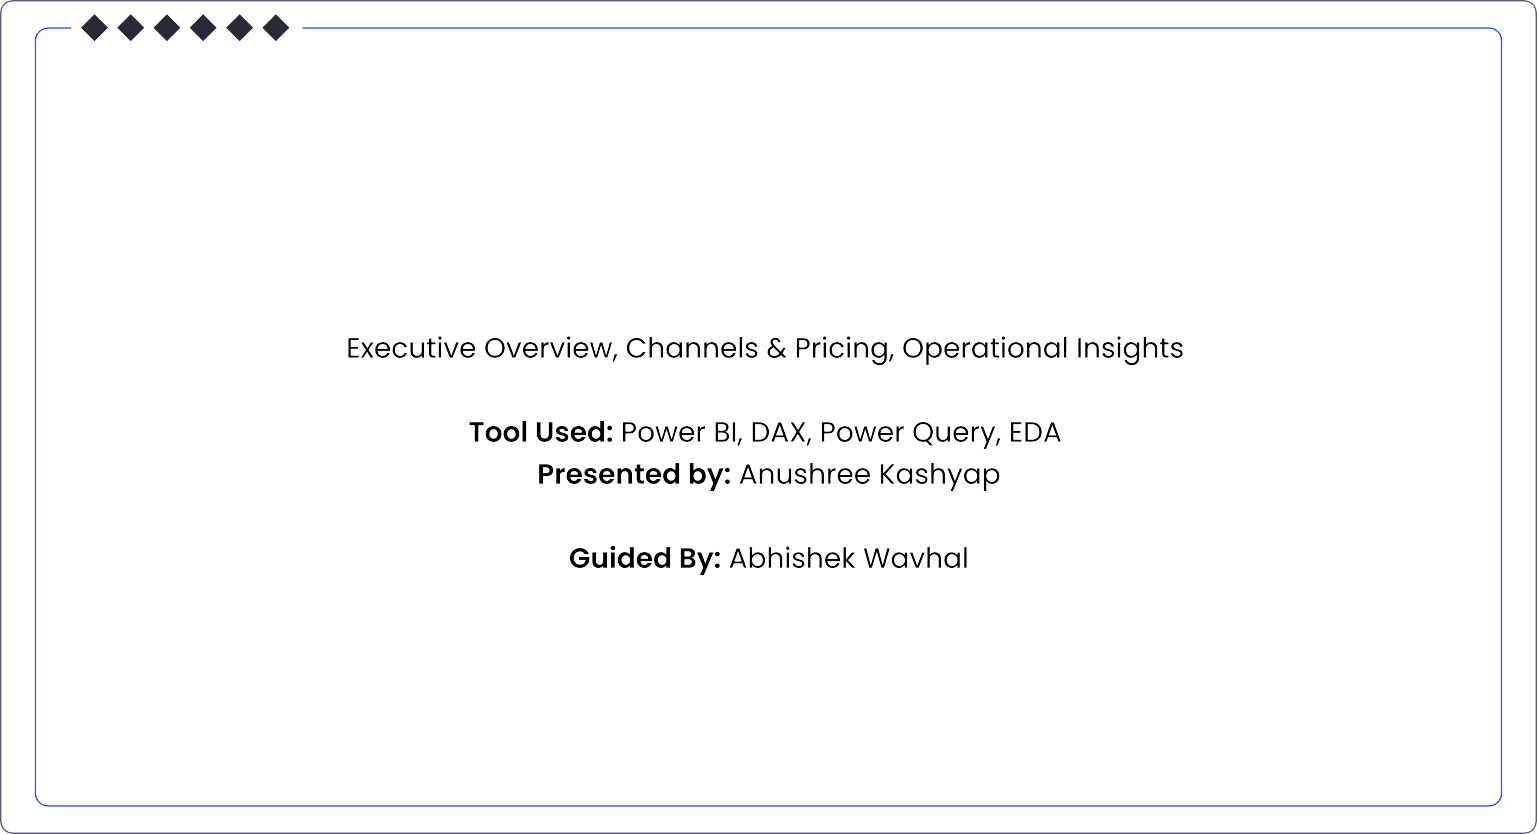 Executive Overview, Channels & Pricing, Operational Insights
Tool Used: Power BI, DAX, Power Query, EDA
Presented by: Anushree Kashyap
Guided By: Abhishek Wavhal